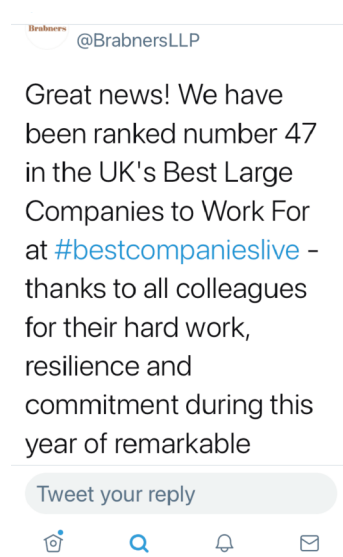 Brabners
@BrabnersLLP
Great news! We have
been ranked number 47
in the UK's Best Large
Companies to Work For
at #bestcompanieslive -
thanks to all colleagues
for their hard work,
resilience and
commitment during this
year of remarkable
Tweet your reply